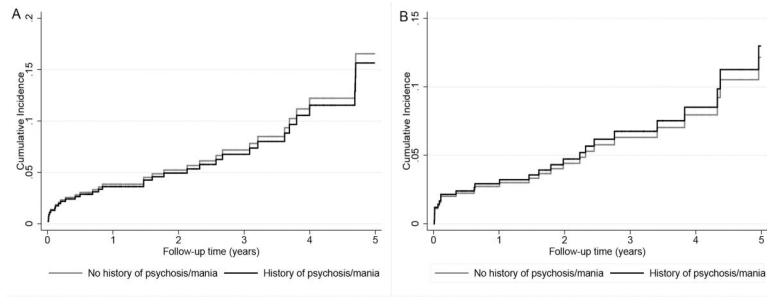 A
.2
.15
.1
.05
0
Cumulative Incidence
0 1 2 3 4 5
Follow-up time (years)
No history of psychosis/mania History of psychosis/mania
B
.2
.15
.1
.05
0
Cumulative Incidence
0 1 2 3 4 5
Follow-up time (years)
No history of psychosis/mania History of psychosis/mania